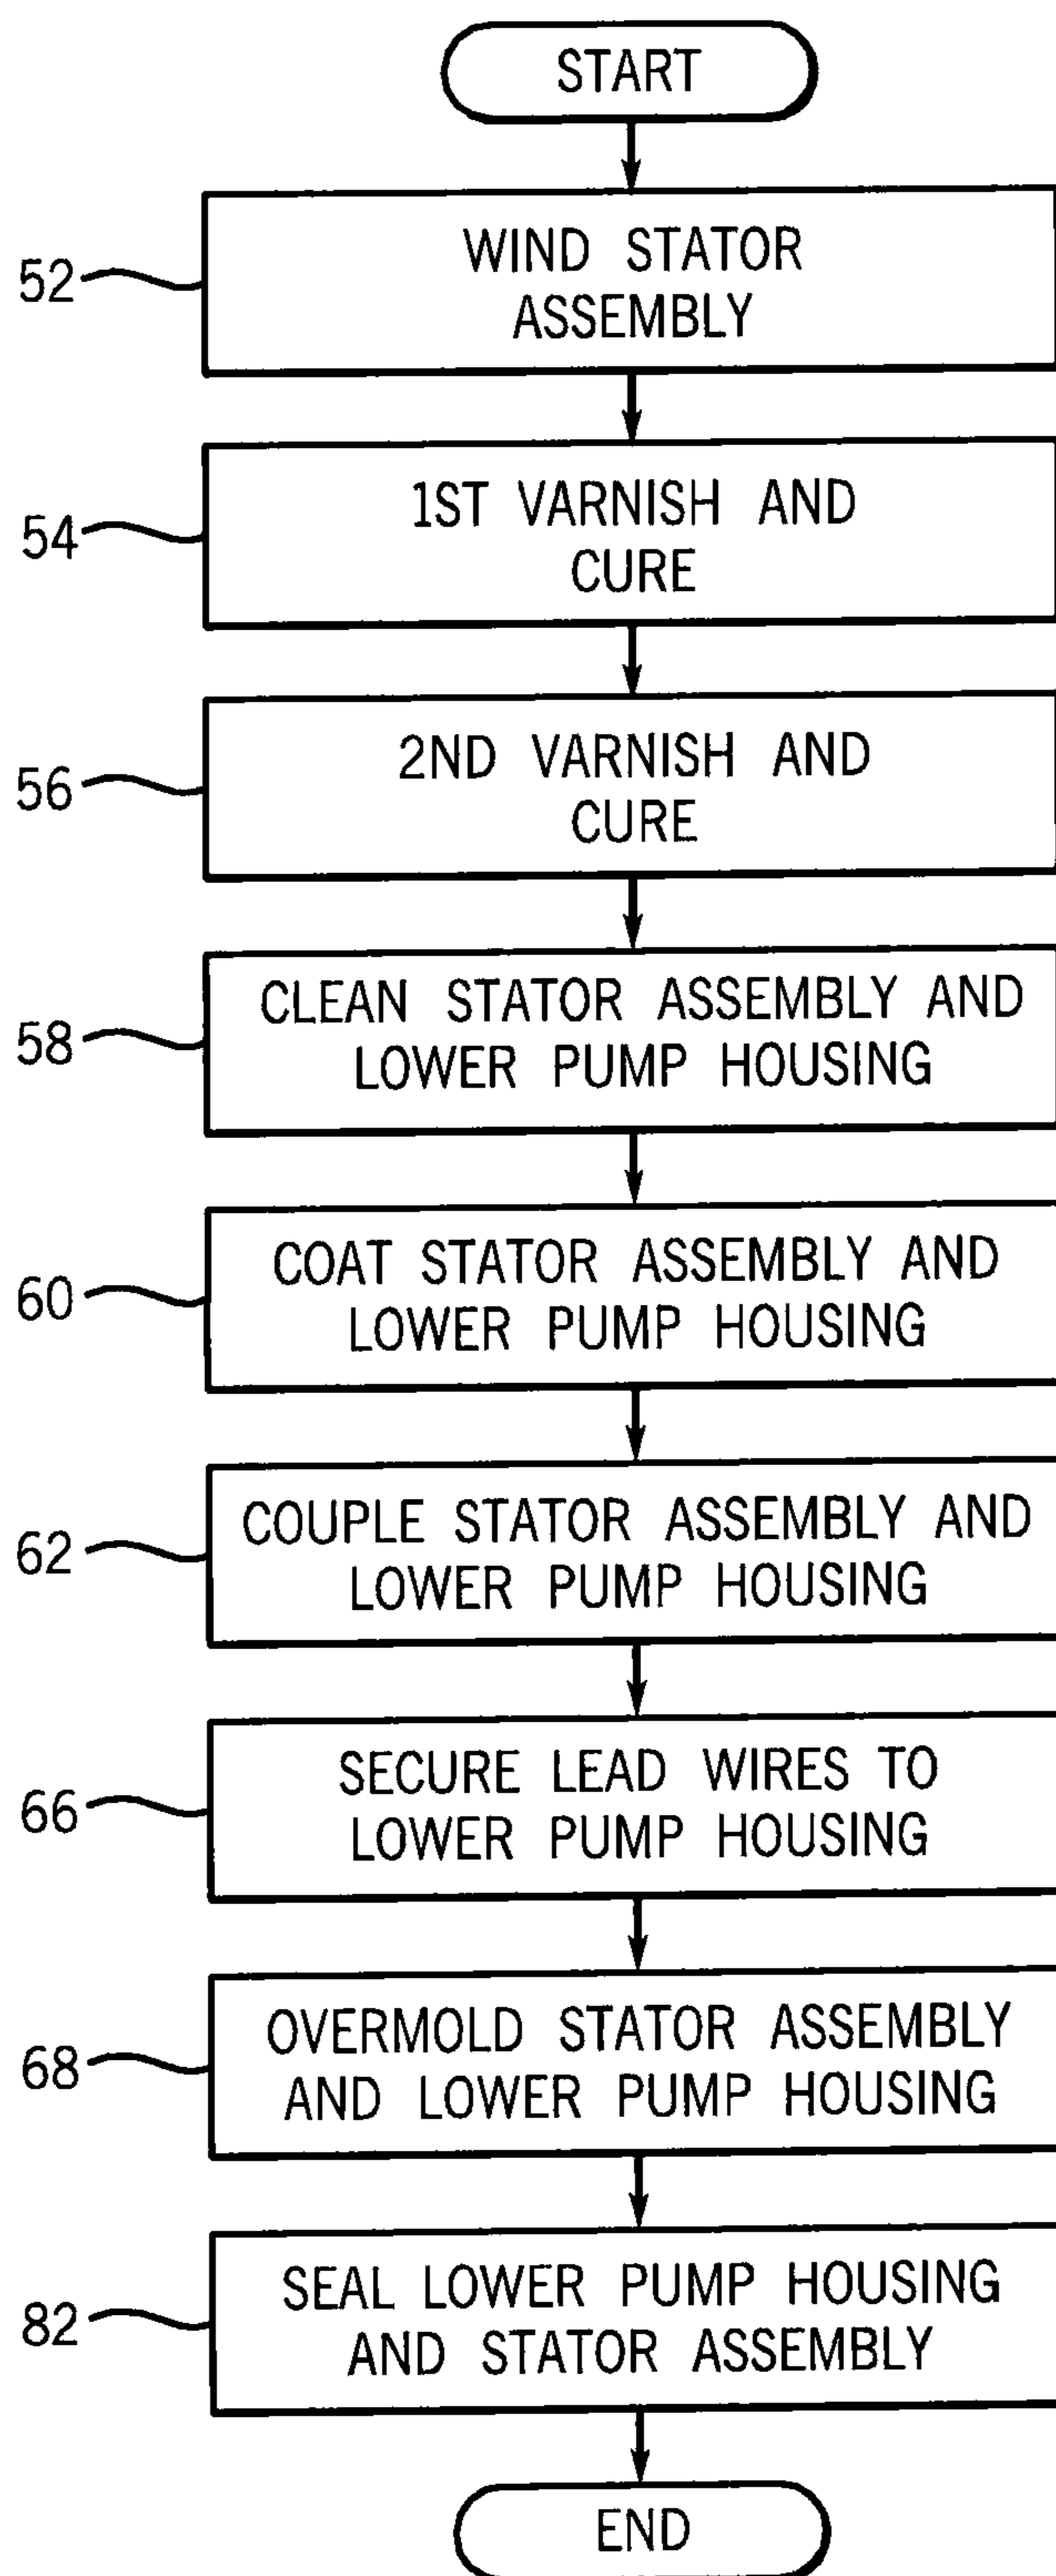 START
52
WIND STATOR
ASSEMBLY
54
1ST VARNISH AND
CURE
56
2ND VARNISH AND
CURE
58
CLEAN STATOR ASSEMBLY AND
LOWER PUMP HOUSING
60
COAT STATOR ASSEMBLY AND
LOWER PUMP HOUSING
62
COUPLE STATOR ASSEMBLY AND
LOWER PUMP HOUSING
66
SECURE LEAD WIRES TO
LOWER PUMP HOUSING
68
OVERMOLD STATOR ASSEMBLY
AND LOWER PUMP HOUSING
82
SEAL LOWER PUMP HOUSING
AND STATOR ASSEMBLY
END